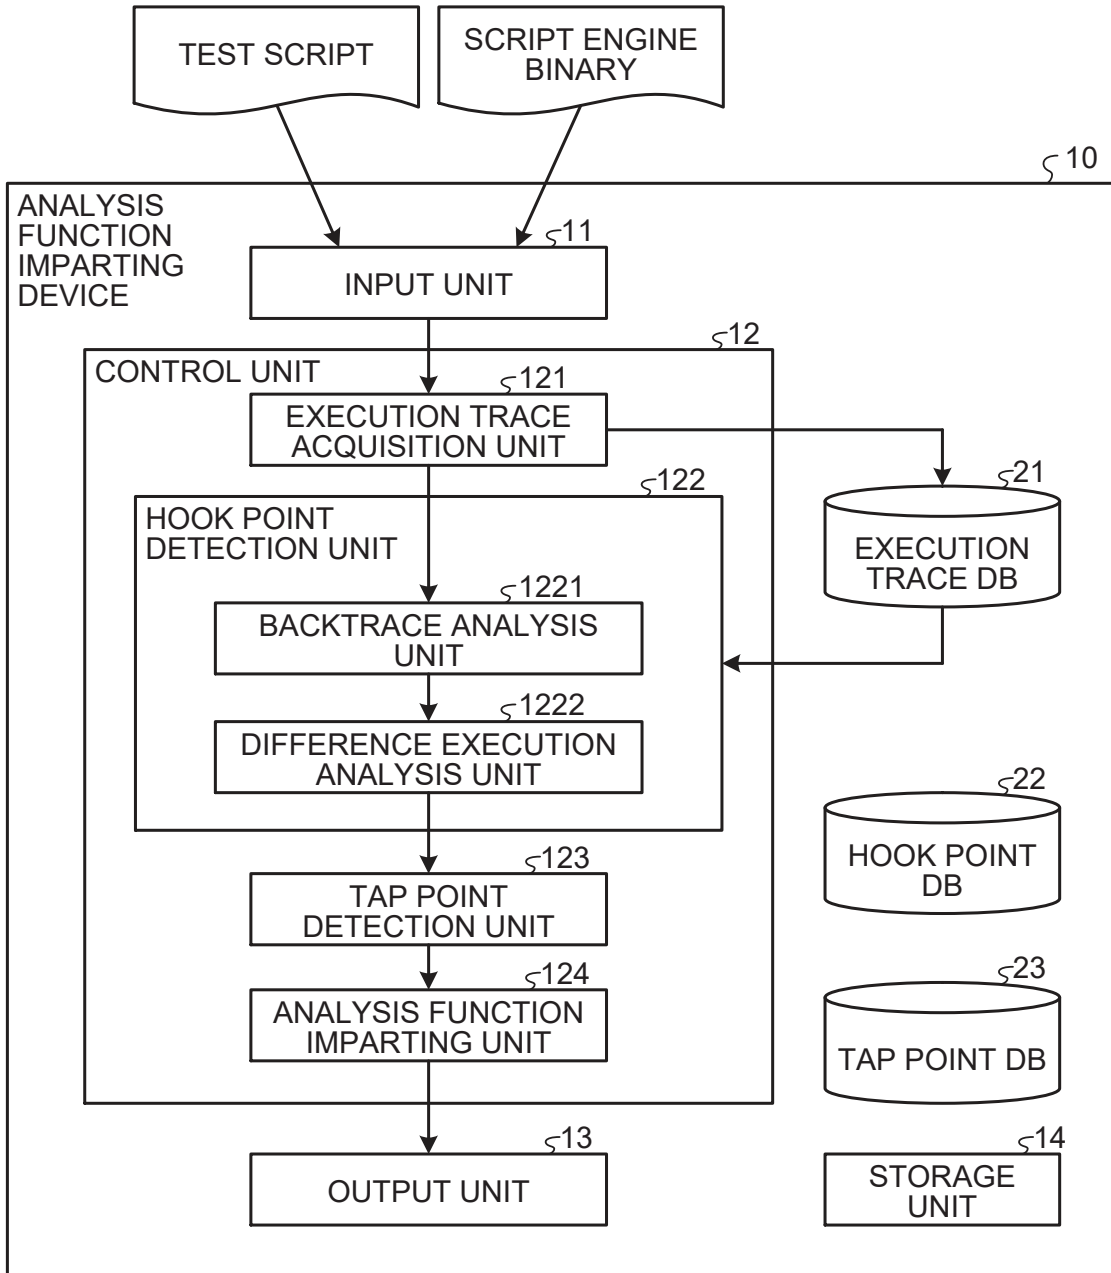 TEST SCRIPT
SCRIPT ENGINE
BINARY
10
ANALYSIS
FUNCTION
IMPARTING
DEVICE
11
INPUT UNIT
12
CONTROL UNIT
121
EXECUTION TRACE
ACQUISITION UNIT
122
HOOK POINT
DETECTION UNIT
21
EXECUTION
TRACE DB
1221
BACKTRACE ANALYSIS
UNIT
1222
DIFFERENCE EXECUTION
ANALYSIS UNIT
22
HOOK POINT
DB
123
TAP POINT
DETECTION UNIT
124
ANALYSIS FUNCTION
IMPARTING UNIT
23
TAP POINT DB
13
OUTPUT UNIT
14
STORAGE
UNIT